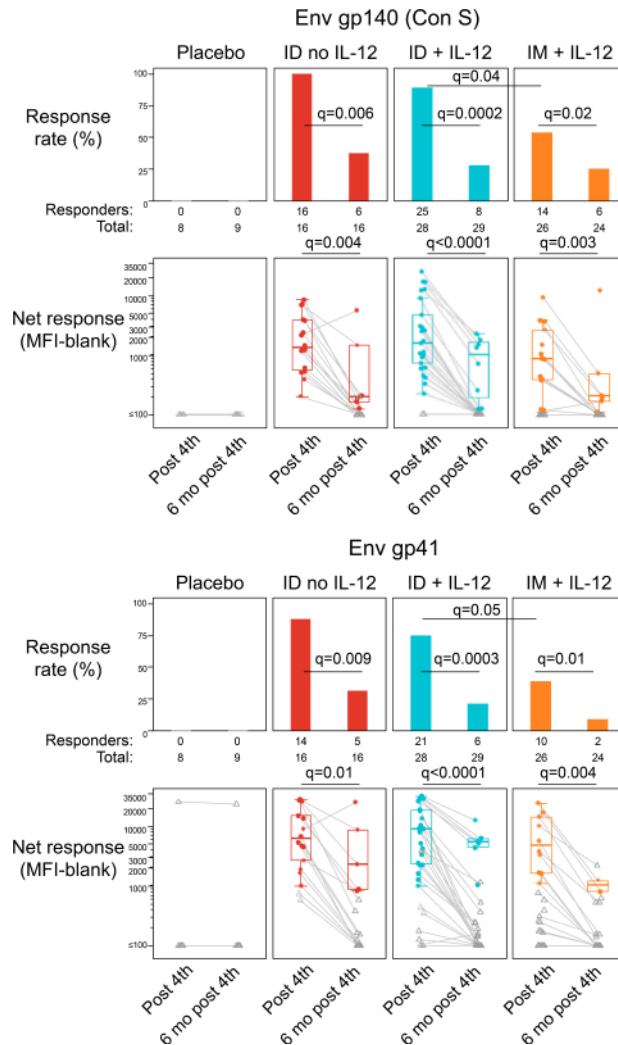 Env gp140 (Con S)
Placebo ID no IL-12 ID + IL-12 IM + IL-12
q=0.04
100
q=0.006 q=0.0002 q=0.02
75
Response
rate (%)
50
25
0
Responders: 0 0 16 6 25 8 14 6
Total: 8 9 16 16 28 29 26 24
q=0.004 q<0.0001 q=0.003
35000
20000
10000
5000
Net response
(MFI-blank)
3000
2000
1000
≤100
Post 4th 6 mo post 4th Post 4th 6 mo post 4th Post 4th 6 mo post 4th Post 4th 6 mo post 4th
Env gp41
Placebo ID no IL-12 ID + IL-12 IM + IL-12
100
q=0.05
75
q=0.009 q=0.0003 q=0.01
Response
rate (%)
50
25
0
Responders: 0 0 14 5 21 6 10 2
Total: 8 9 16 16 28 29 26 24
q=0.01 q<0.0001 q=0.004
35000
20000
10000
5000
Net response
(MFI-blank)
3000
2000
1000
≤100
Post 4th 6 mo post 4th Post 4th 6 mo post 4th Post 4th 6 mo post 4th Post 4th 6 mo post 4th